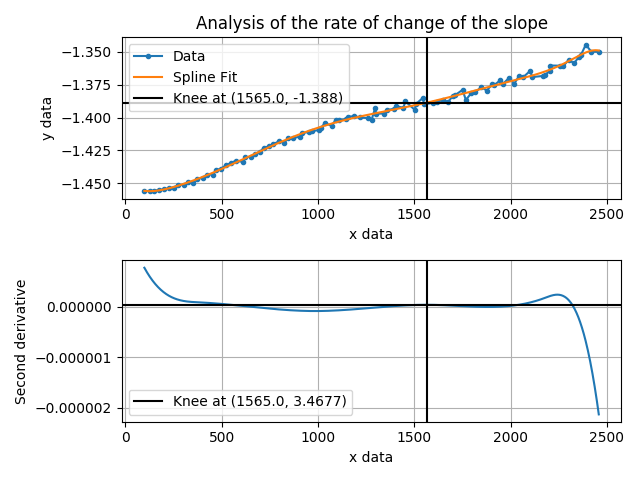 Analysis of the rate of change of the slope
−1.350
−1.375
−1.400
−1.425
−1.450
y data
Data
Spline Fit
Knee at (1565.0, -1.388)
0 500 1000 1500 2000 2500
x data
0.000000
−0.000001
−0.000002
Second derivative
Knee at (1565.0, 3.4677)
0 500 1000 1500 2000 2500
x data